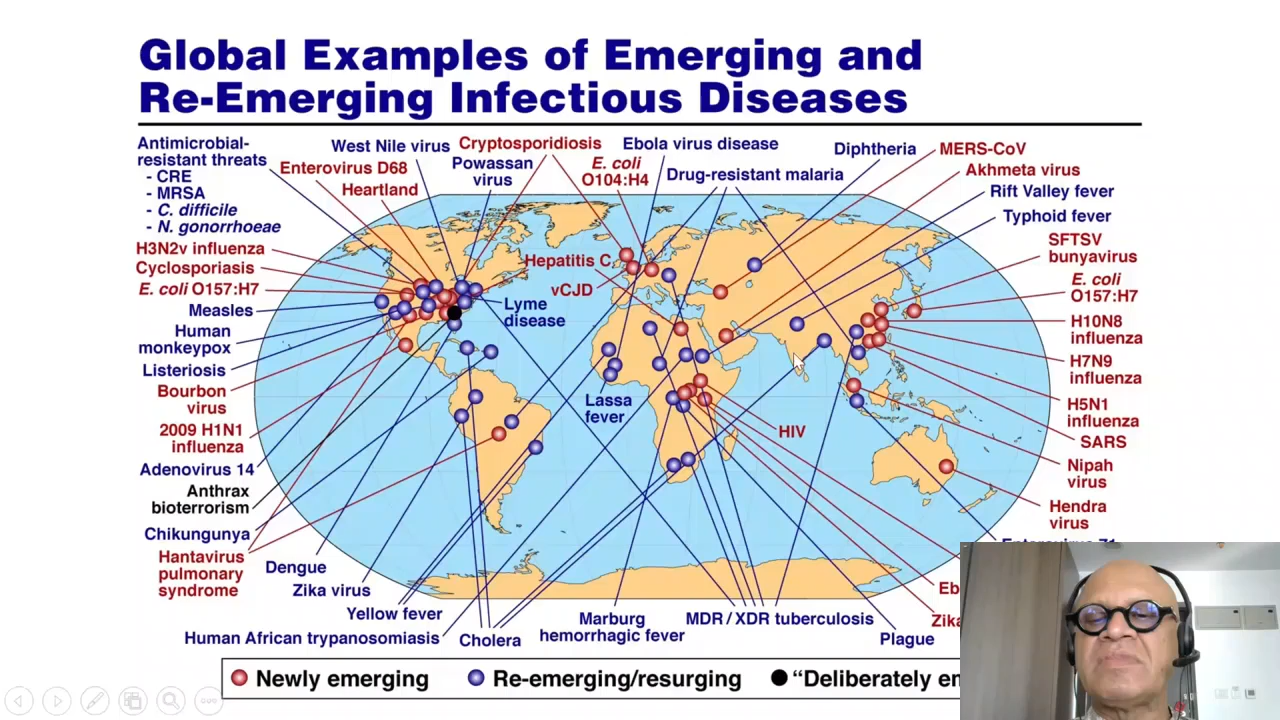 Global Examples of Emerging and
Re-Emerging Infectious Diseases
Antimicrobial-
resistant threats
- CRE
- MRSA
- C. difficile
- N. gonorrhoeae
H3N2v influenza
Cyclosporiasis
E. coli O157:H7
Measles
Human
monkeypox
Listeriosis
Bourbon
virus
2009 H1N1
influenza
Adenovirus 14
Anthrax
bioterrorism
Chikungunya
Hantavirus
pulmonary
syndrome
Enterovirus D68
Heartland
West Nile virus
Powassan
virus
Cryptosporidiosis
E. coli
O104:H4
Ebola virus disease
Drug-resistant malaria
Diphtheria
MERS-CoV
Akhmeta virus
Rift Valley fever
Typhoid fever
SFTSV
bunyavirus
E. coli
O157:H7
H10N8
influenza
H7N9
influenza
H5N1
influenza
SARS
Nipah
virus
Hendra
virus
Hepatitis C
vCJD
Lyme
disease
Lassa
fever
HIV
Dengue
Zika virus
Yellow fever
Human African trypanosomiasis
Cholera
Marburg
hemorrhagic fever
MDR / XDR tuberculosis
Plague
Eb
Zika
Newly emerging
Re-emerging/resurging
“Deliberately em